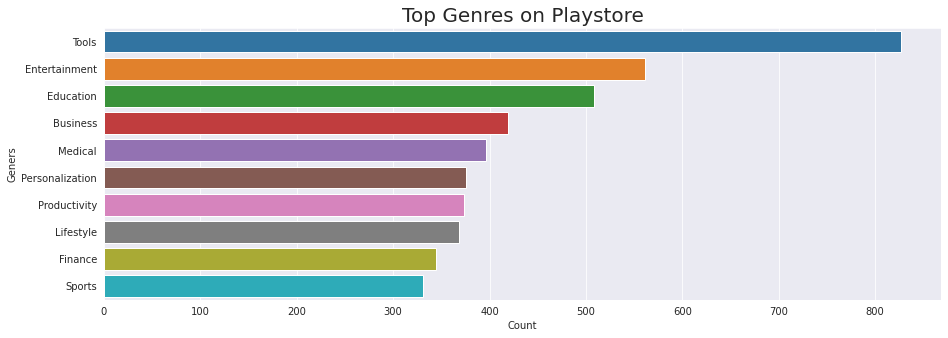 Top Genres on Playstore
Geners
Tools
Entertainment
Education
Business
Medical
Personalization
Productivity
Lifestyle
Finance
Sports
0 100 200 300 400 500 600 700 800
Count